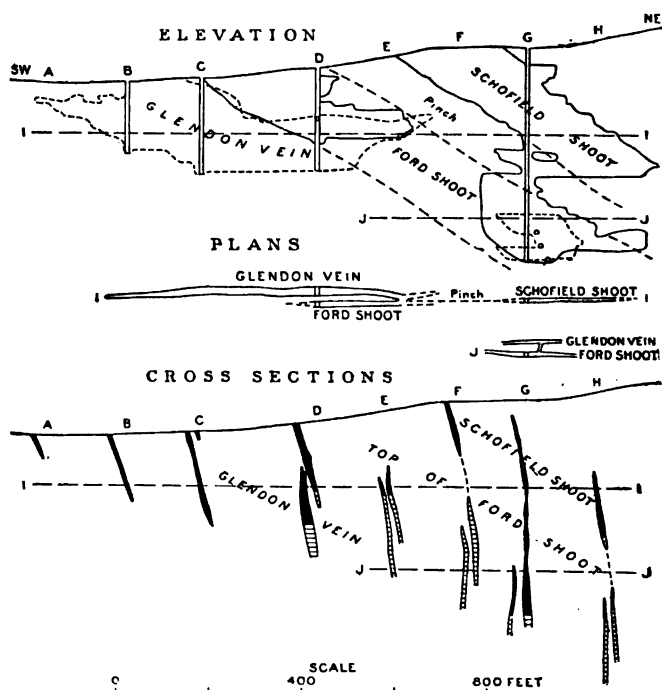 NE
ELEVATION
SW A B C D E F G H
SCHOFIELD SHOOT
Pinch
GLENDON VEIN
I I
FORD SHOOT
J J
PLANS
GLENDON VEIN
I Pinch SCHOFIELD SHOOT I
FORD SHOOT
GLENDON VEIN
J FORD SHOOT
CROSS SECTIONS
A B C D E F G H
SCHOFIELD SHOOT
TOP OF FORD SHOOT
GLENDON VEIN
I I
J J
SCALE
0 400 800 FEET